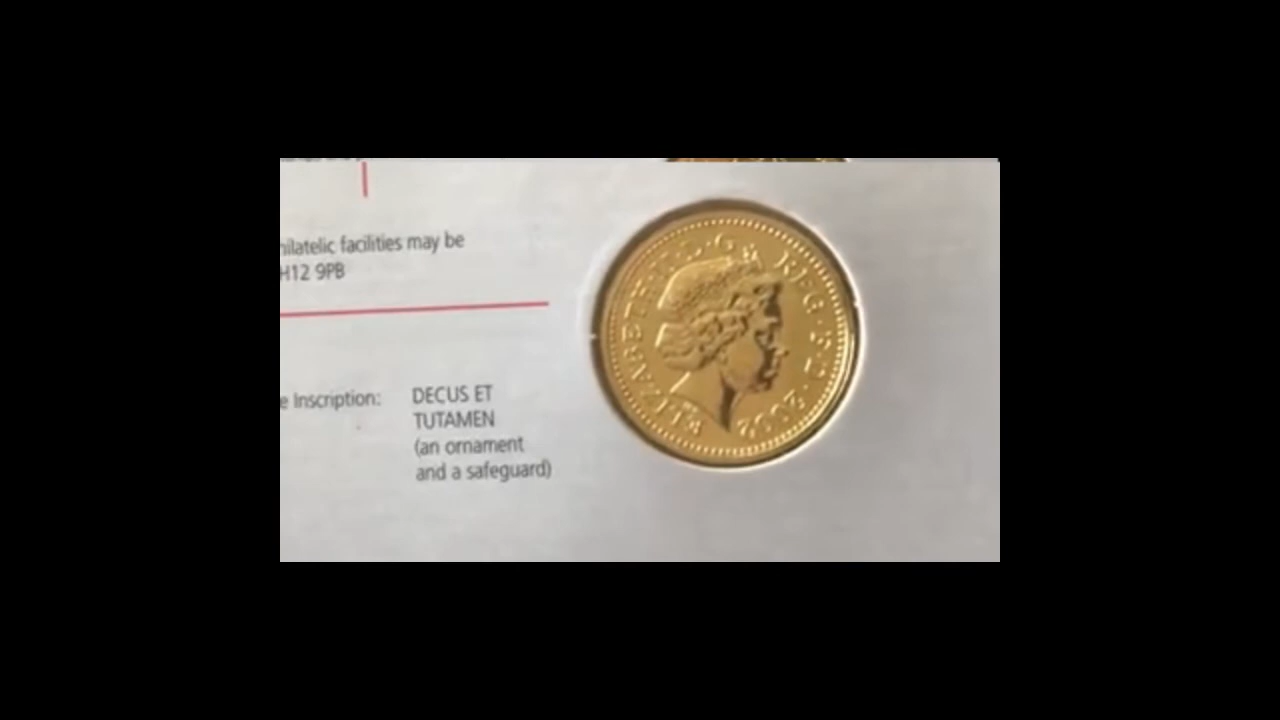 hilatelic facilities may be
H12 9PB
e Inscription:
DECUS ET
TUTAMEN
(an ornament
and a safeguard)
ELIZABETH·II·D·G REG·F·D·2002